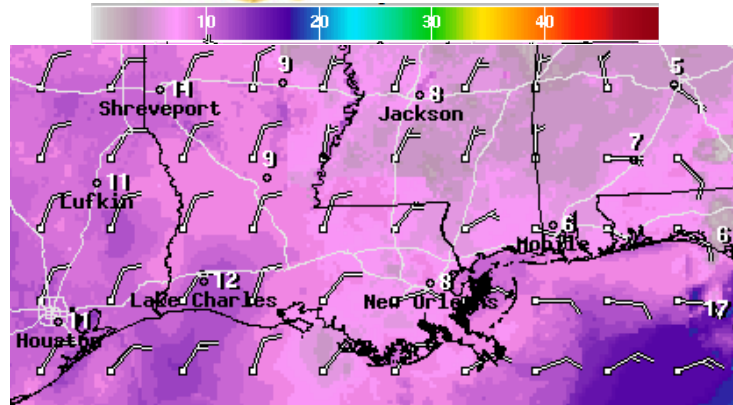 10 20 30 40
9 5
11 8
Shreveport Jackson
7
9
11
Lufkin
6 6
Mobile
12 8
Lake Charles New Orleans
11 17
Houston